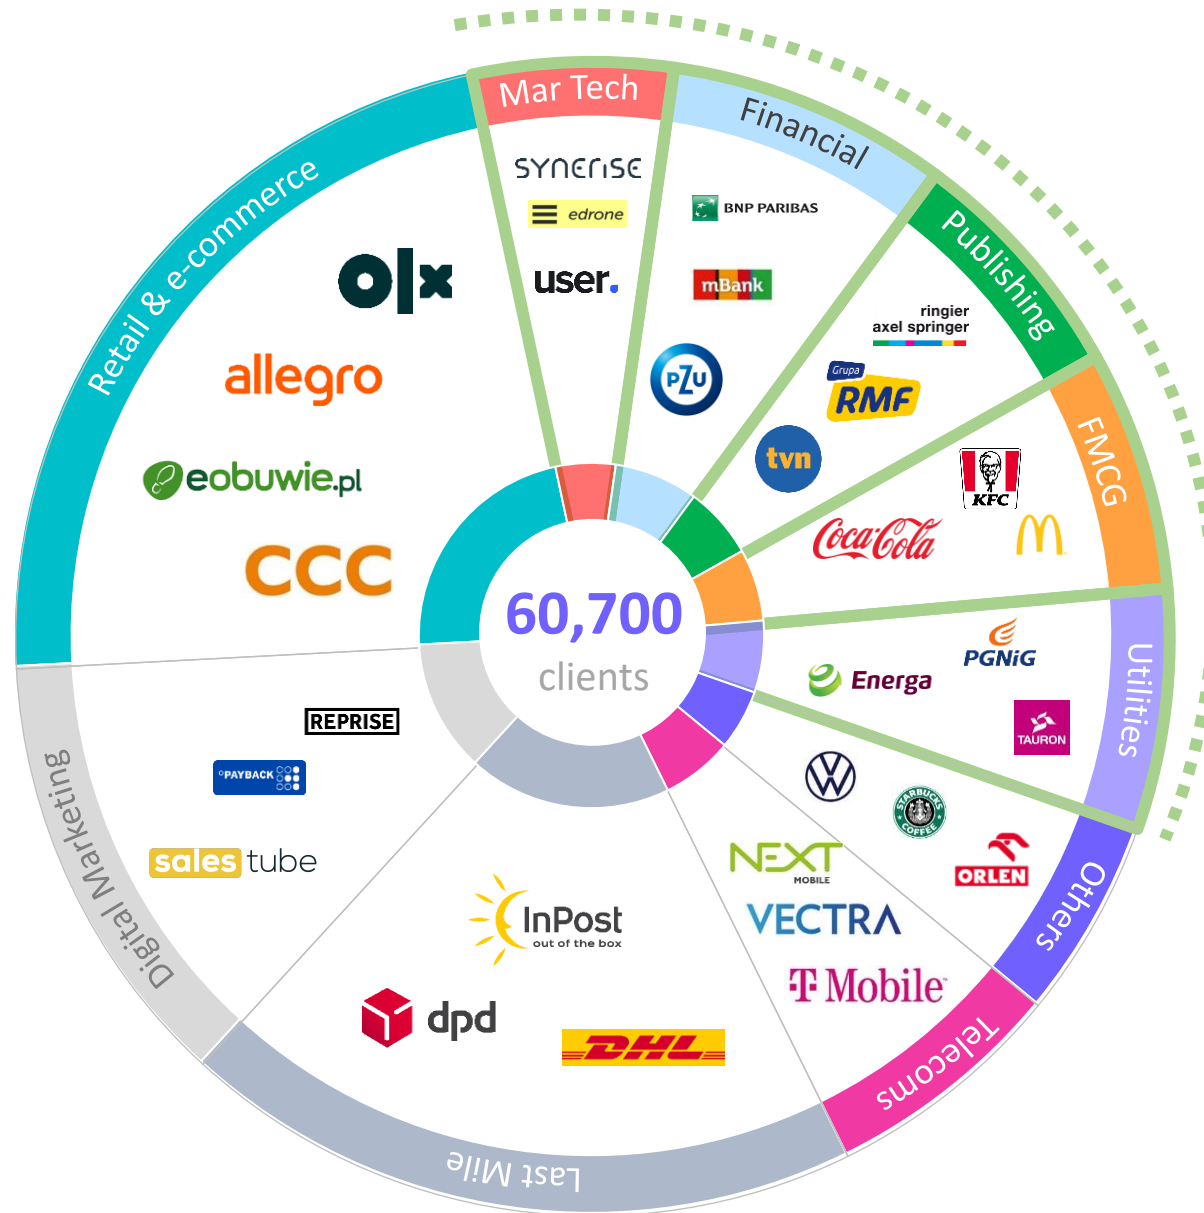 Mar Tech
SYNERISE
edrone
user.
Financial
BNP PARIBAS
mBank
PZU
Publishing
ringier
axel springer
Grupa
RMF
tvn
FMCG
KFC
Coca-Cola
Utilities
PGNiG
Energa
TAURON
Others
STARBUCKS
COFFEE
ORLEN
Telecoms
NEXT
MOBILE
VECTRA
T Mobile
Last Mile
InPost
out of the box
dpd
DHL
Digital Marketing
REPRISE
PAYBACK
sales tube
Retail & e-commerce
olx
allegro
eobuwie.pl
CCC
60,700
clients